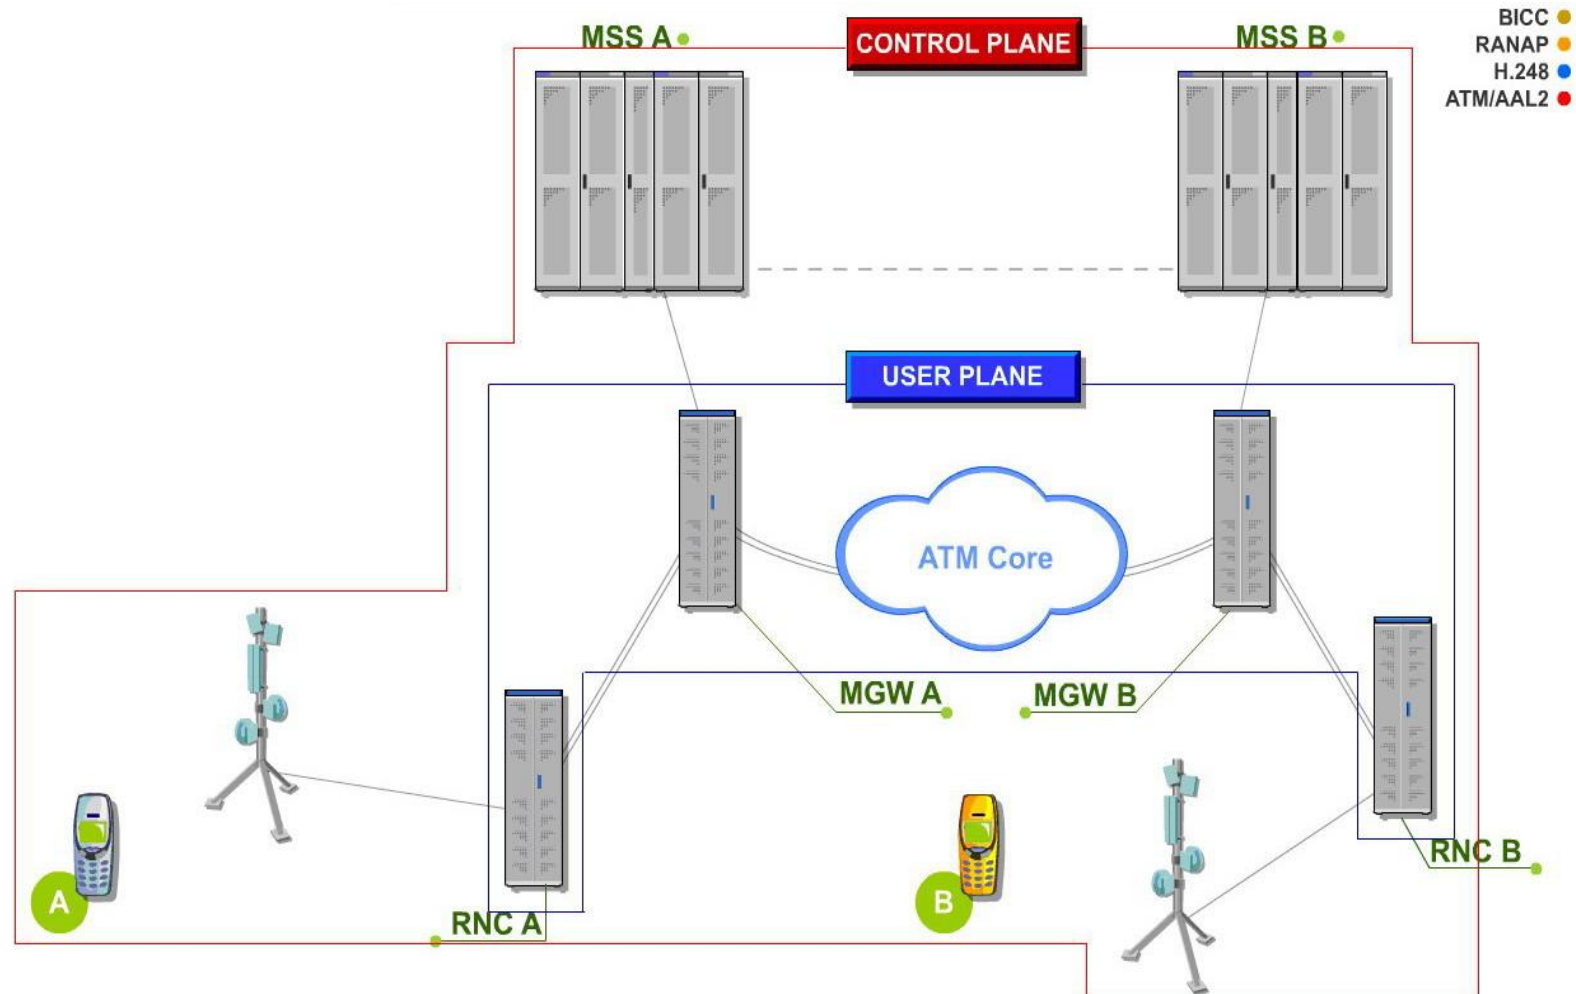 MSS A
CONTROL PLANE
MSS B
BICC
RANAP
H.248
ATM/AAL2
USER PLANE
ATM Core
MGW A
MGW B
RNC B
A
B
RNC A